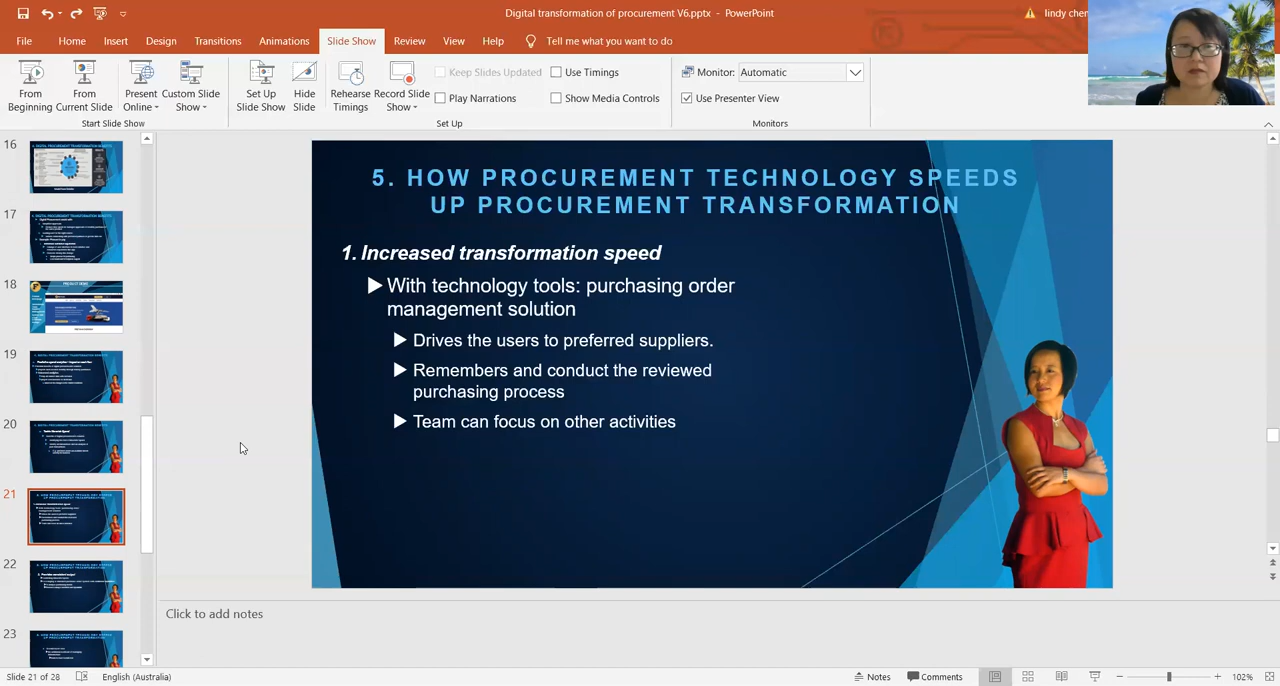 Digital transformation of procurement V6.pptx - PowerPoint
lindy che
File Home Insert Design Transitions Animations Slide Show Review View Help Tell me what you want to do
From Beginning
From Current Slide
Present Online
Custom Slide Show
Set Up Slide Show
Hide Slide
Rehearse Timings
Record Slide Show
Keep Slides Updated
Play Narrations
Use Timings
Show Media Controls
Monitor: Automatic
Use Presenter View
Start Slide Show
Set Up
Monitors
16
17
18
PRODUCT DEMO
19
20
21
22
23
5. HOW PROCUREMENT TECHNOLOGY SPEEDS
UP PROCUREMENT TRANSFORMATION
1. Increased transformation speed
With technology tools: purchasing order
management solution
Drives the users to preferred suppliers.
Remembers and conduct the reviewed
purchasing process
Team can focus on other activities
Click to add notes
Slide 21 of 28 English (Australia) Notes Comments 102%